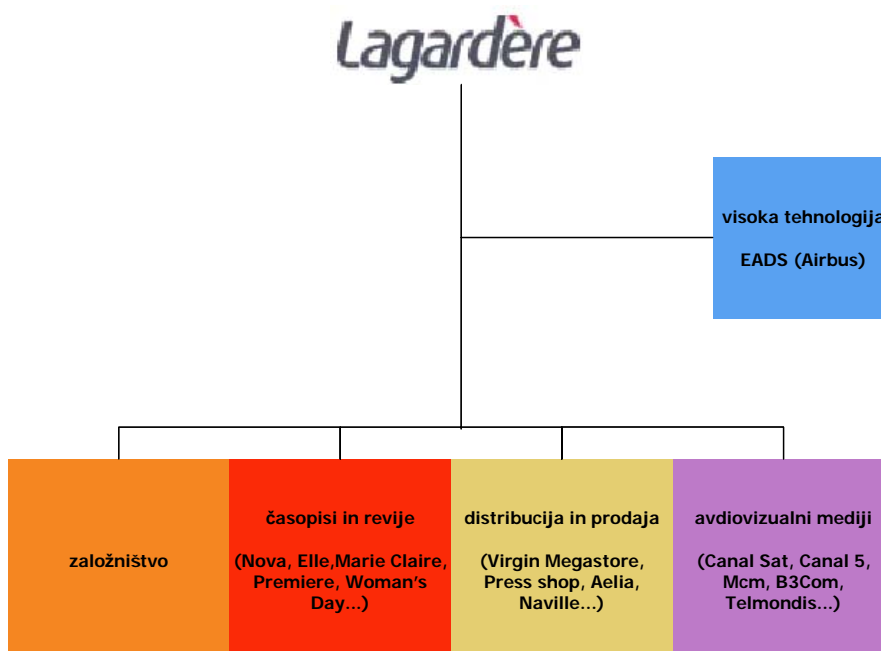 Lagardère
visoka tehnologija
EADS (Airbus)
založništvo
časopisi in revije
(Nova, Elle,Marie Claire,
Premiere, Woman's
Day...)
distribucija in prodaja
(Virgin Megastore,
Press shop, Aelia,
Naville...)
avdiovizualni mediji
(Canal Sat, Canal 5,
Mcm, B3Com,
Telmondis...)